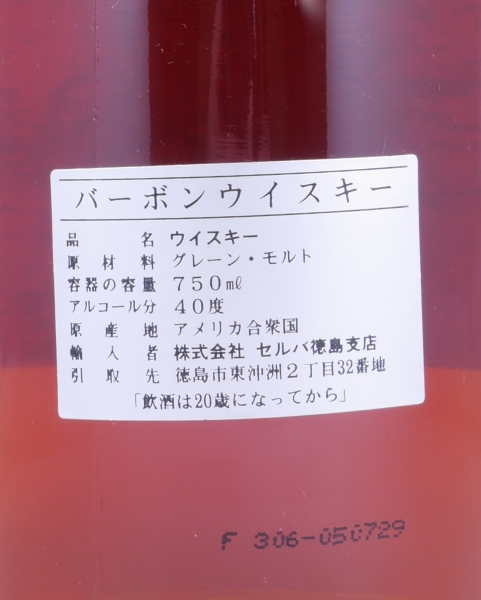 バーボンウイスキー
品名 ウイスキー
原材料 グレーン・モルト
容器の容量 750mℓ
アルコール分 40度
原産地 アメリカ合衆国
輸入者 株式会社 セルバ徳島支店
引取先 徳島市東沖洲2丁目32番地
「飲酒は20歳になってから」
F 306-050729